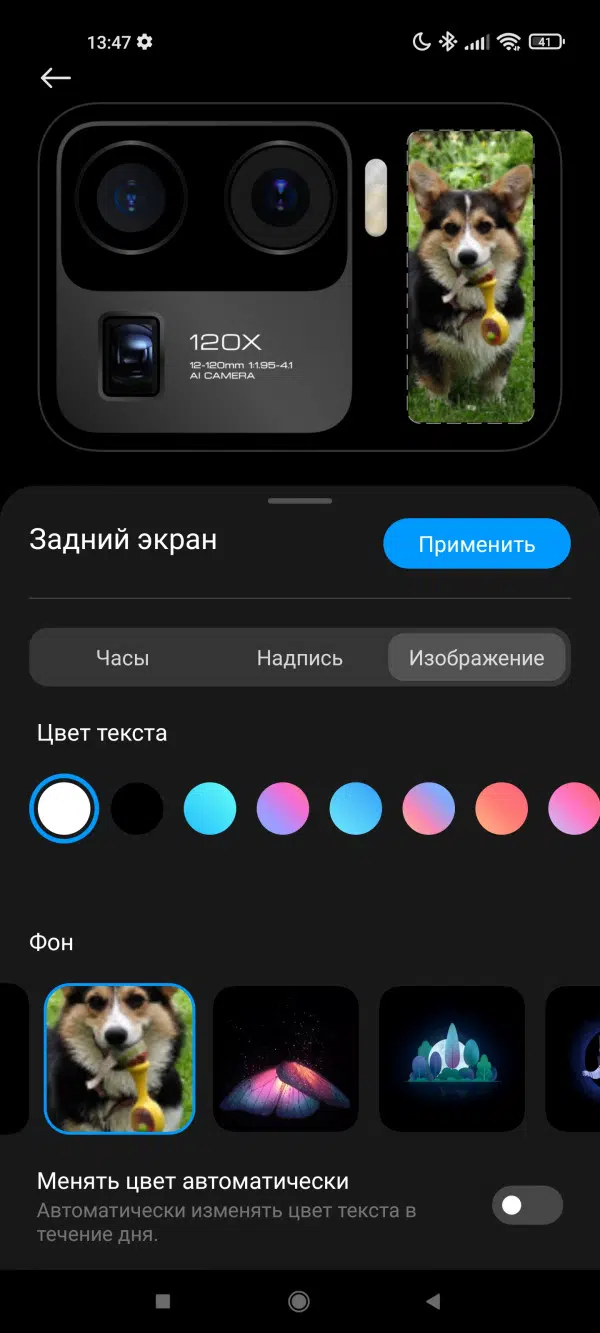 13:47
41
120X
12-120mm 1:1.95-4.1
AI CAMERA
Задний экран
Применить
Часы
Надпись
Изображение
Цвет текста
Фон
Менять цвет автоматически
Автоматически изменять цвет текста в
течение дня.